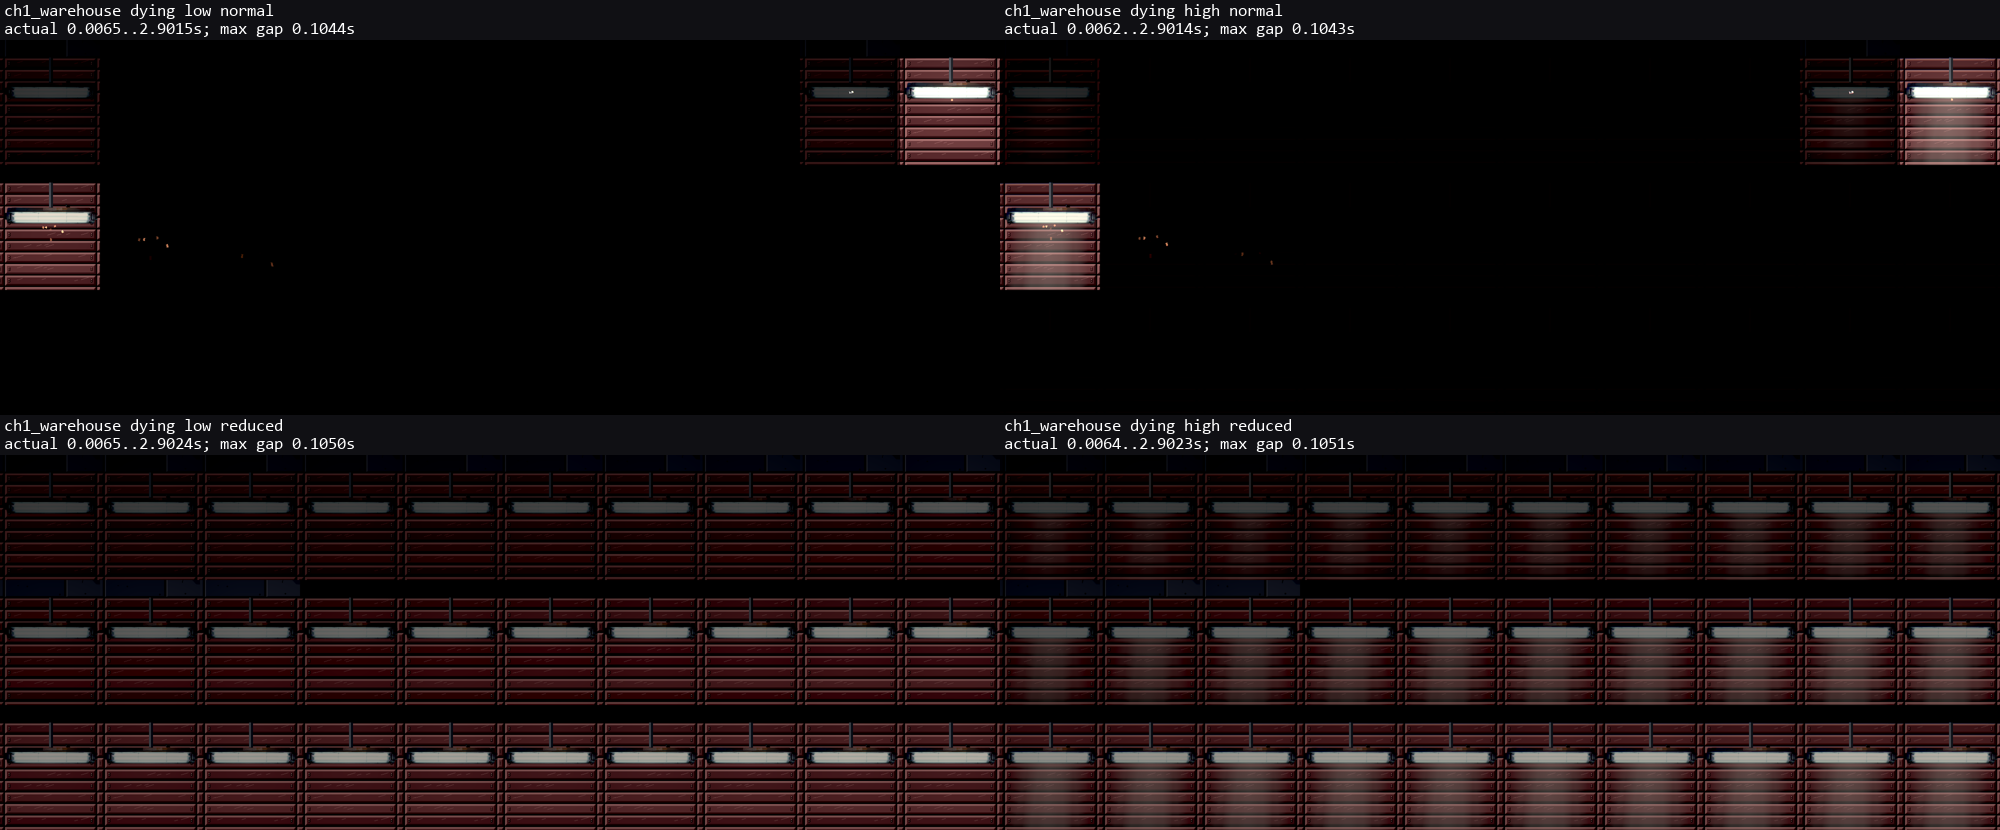 ch1_warehouse dying low normal
actual 0.0065..2.9015s; max gap 0.1044s
ch1_warehouse dying high normal
actual 0.0062..2.9014s; max gap 0.1043s
ch1_warehouse dying low reduced
actual 0.0065..2.9024s; max gap 0.1050s
ch1_warehouse dying high reduced
actual 0.0064..2.9023s; max gap 0.1051s